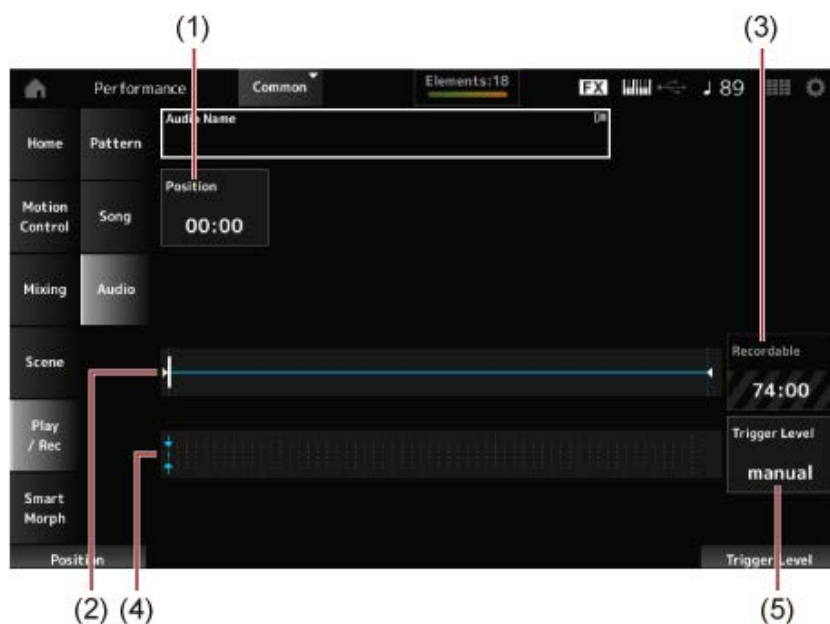 (1)
(3)
Performance
Common
Elements:18
FX
♩ 89
Home
Pattern
Audio Name
Position
00:00
Motion
Control
Song
Mixing
Audio
Scene
Recordable
74:00
Play
/ Rec
Trigger Level
manual
Smart
Morph
Position
Trigger Level
(2)
(4)
(5)